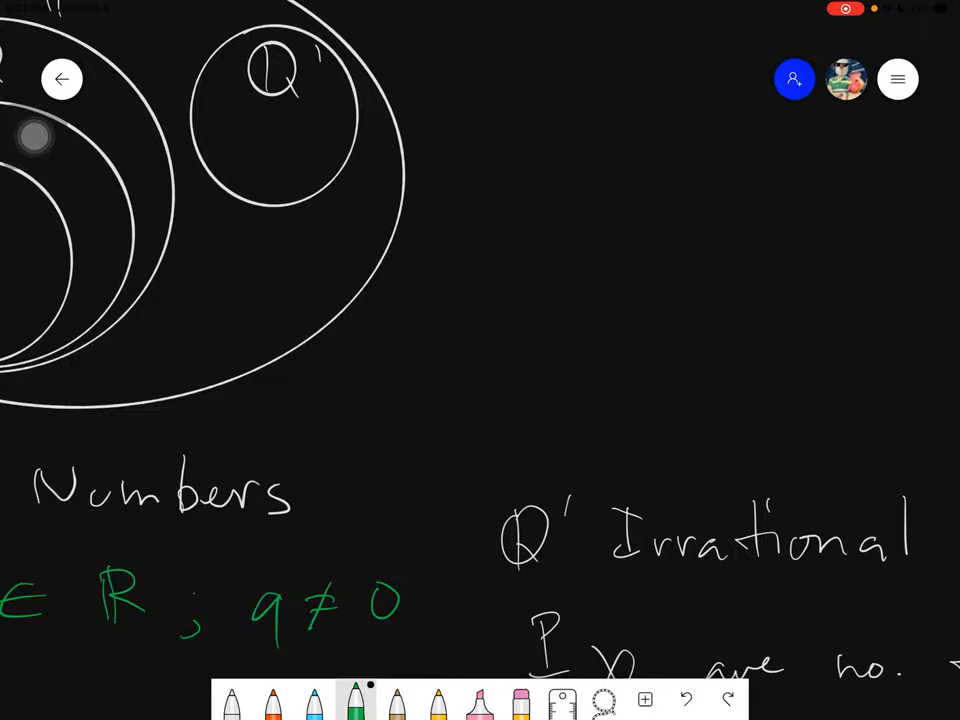 Q'
Numbers
Q' Irrational
∈ ℝ ; q ≠ 0
P
are no.